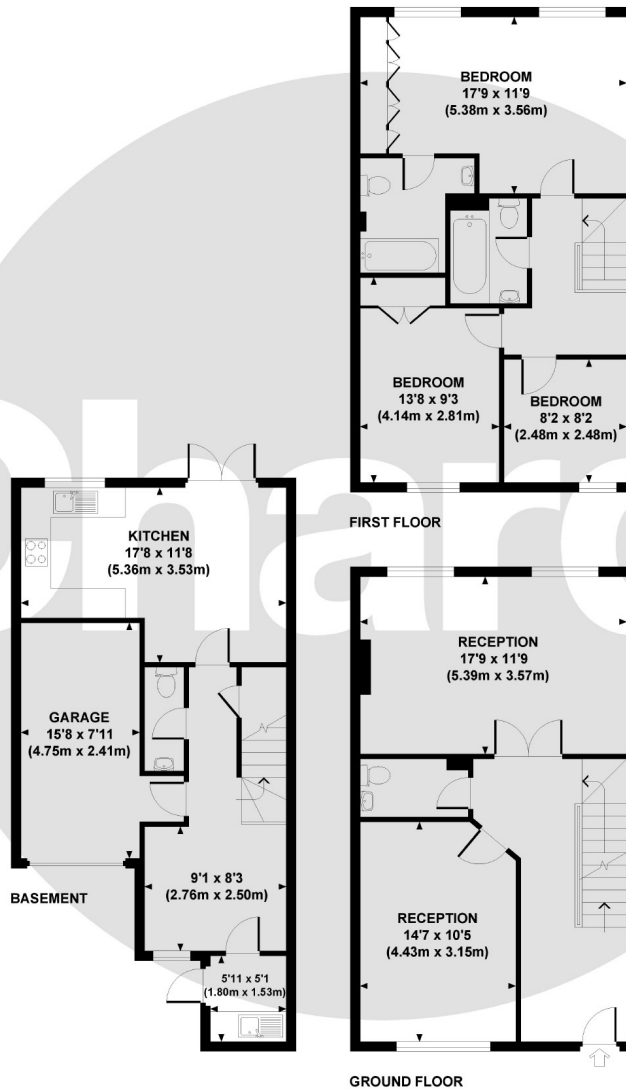 BEDROOM
17'9 x 11'9
(5.38m x 3.56m)
BEDROOM
13'8 x 9'3
(4.14m x 2.81m)
BEDROOM
8'2 x 8'2
(2.48m x 2.48m)
FIRST FLOOR
KITCHEN
17'8 x 11'8
(5.36m x 3.53m)
GARAGE
15'8 x 7'11
(4.75m x 2.41m)
9'1 x 8'3
(2.76m x 2.50m)
5'11 x 5'1
(1.80m x 1.53m)
BASEMENT
RECEPTION
17'9 x 11'9
(5.39m x 3.57m)
RECEPTION
14'7 x 10'5
(4.43m x 3.15m)
GROUND FLOOR